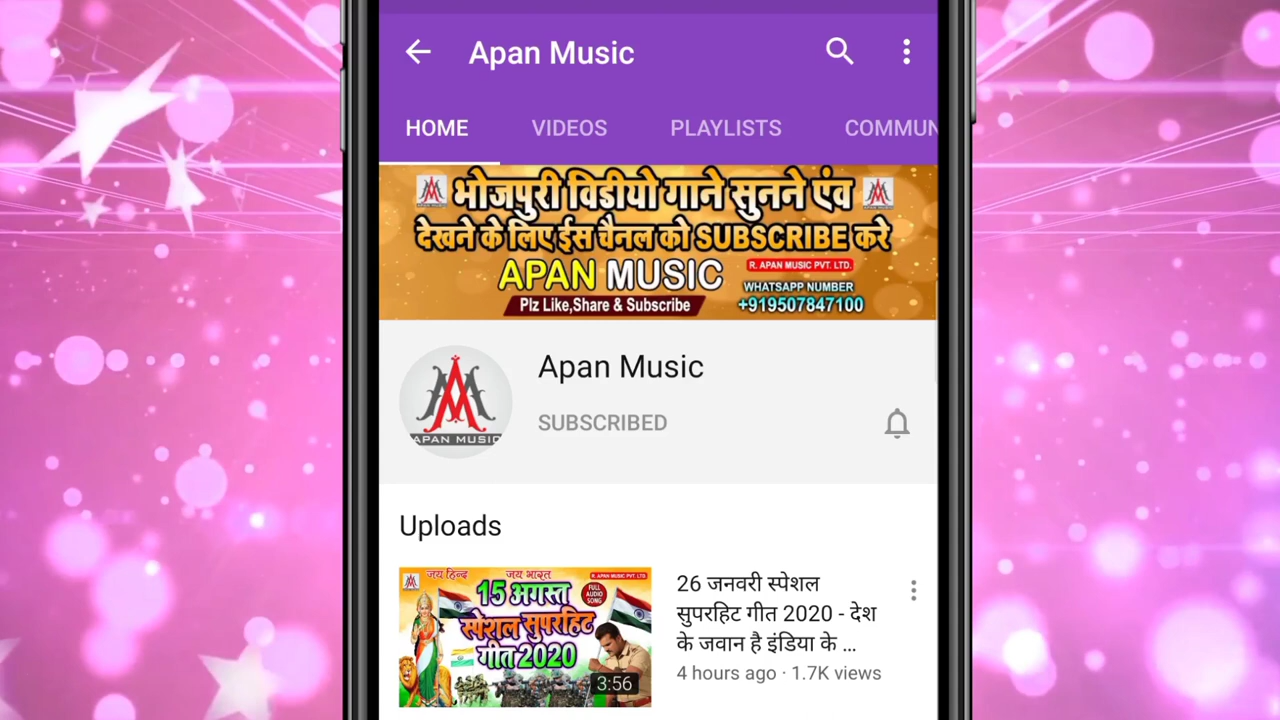 Apan Music
HOME VIDEOS PLAYLISTS COMMUN
भोजपुरी विडीयो गाने सुनने एंव
देखने के लिए ईस चैनल को SUBSCRIBE करे
APAN MUSIC
R. APAN MUSIC PVT. LTD.
WHATSAPP NUMBER
+919507847100
Plz Like,Share & Subscribe
Apan Music
SUBSCRIBED
APAN MUSIC
Uploads
जय हिन्द जय भारत
R. APAN MUSIC PVT. LTD
15 अगस्त
FULL
AUDIO
SONG
स्पेशल सुपरहिट
गीत 2020
3:56
26 जनवरी स्पेशल
सुपरहिट गीत 2020 - देश
के जवान है इंडिया के ...
4 hours ago · 1.7K views